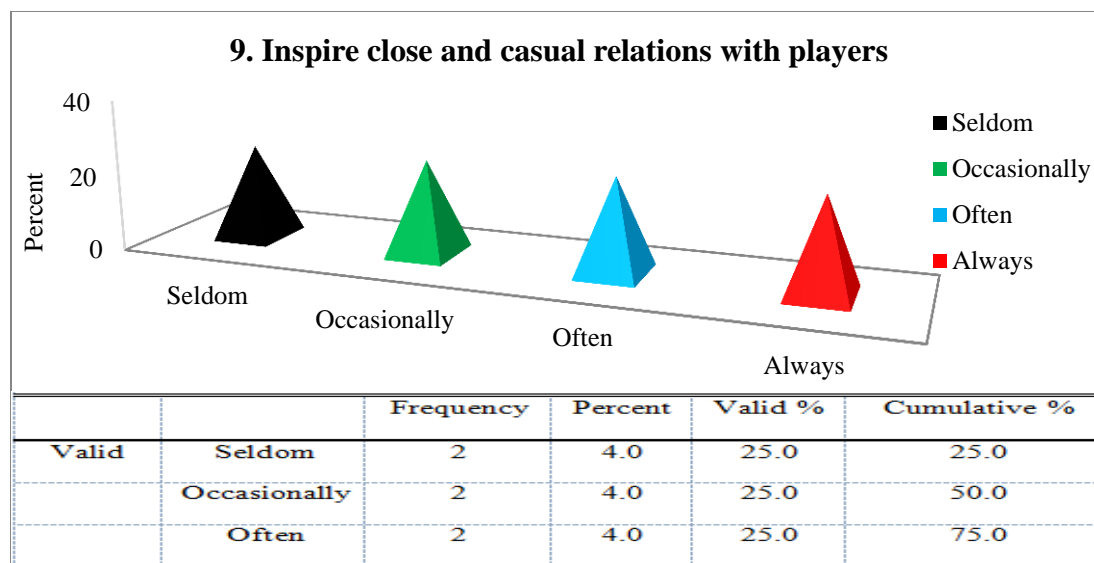 9. Inspire close and casual relations with players
40
20
0
Percent
Seldom
Occasionally
Often
Always
Seldom
Occasionally
Often
Always
Frequency Percent Valid % Cumulative %
Valid Seldom 2 4.0 25.0 25.0
Occasionally 2 4.0 25.0 50.0
Often 2 4.0 25.0 75.0